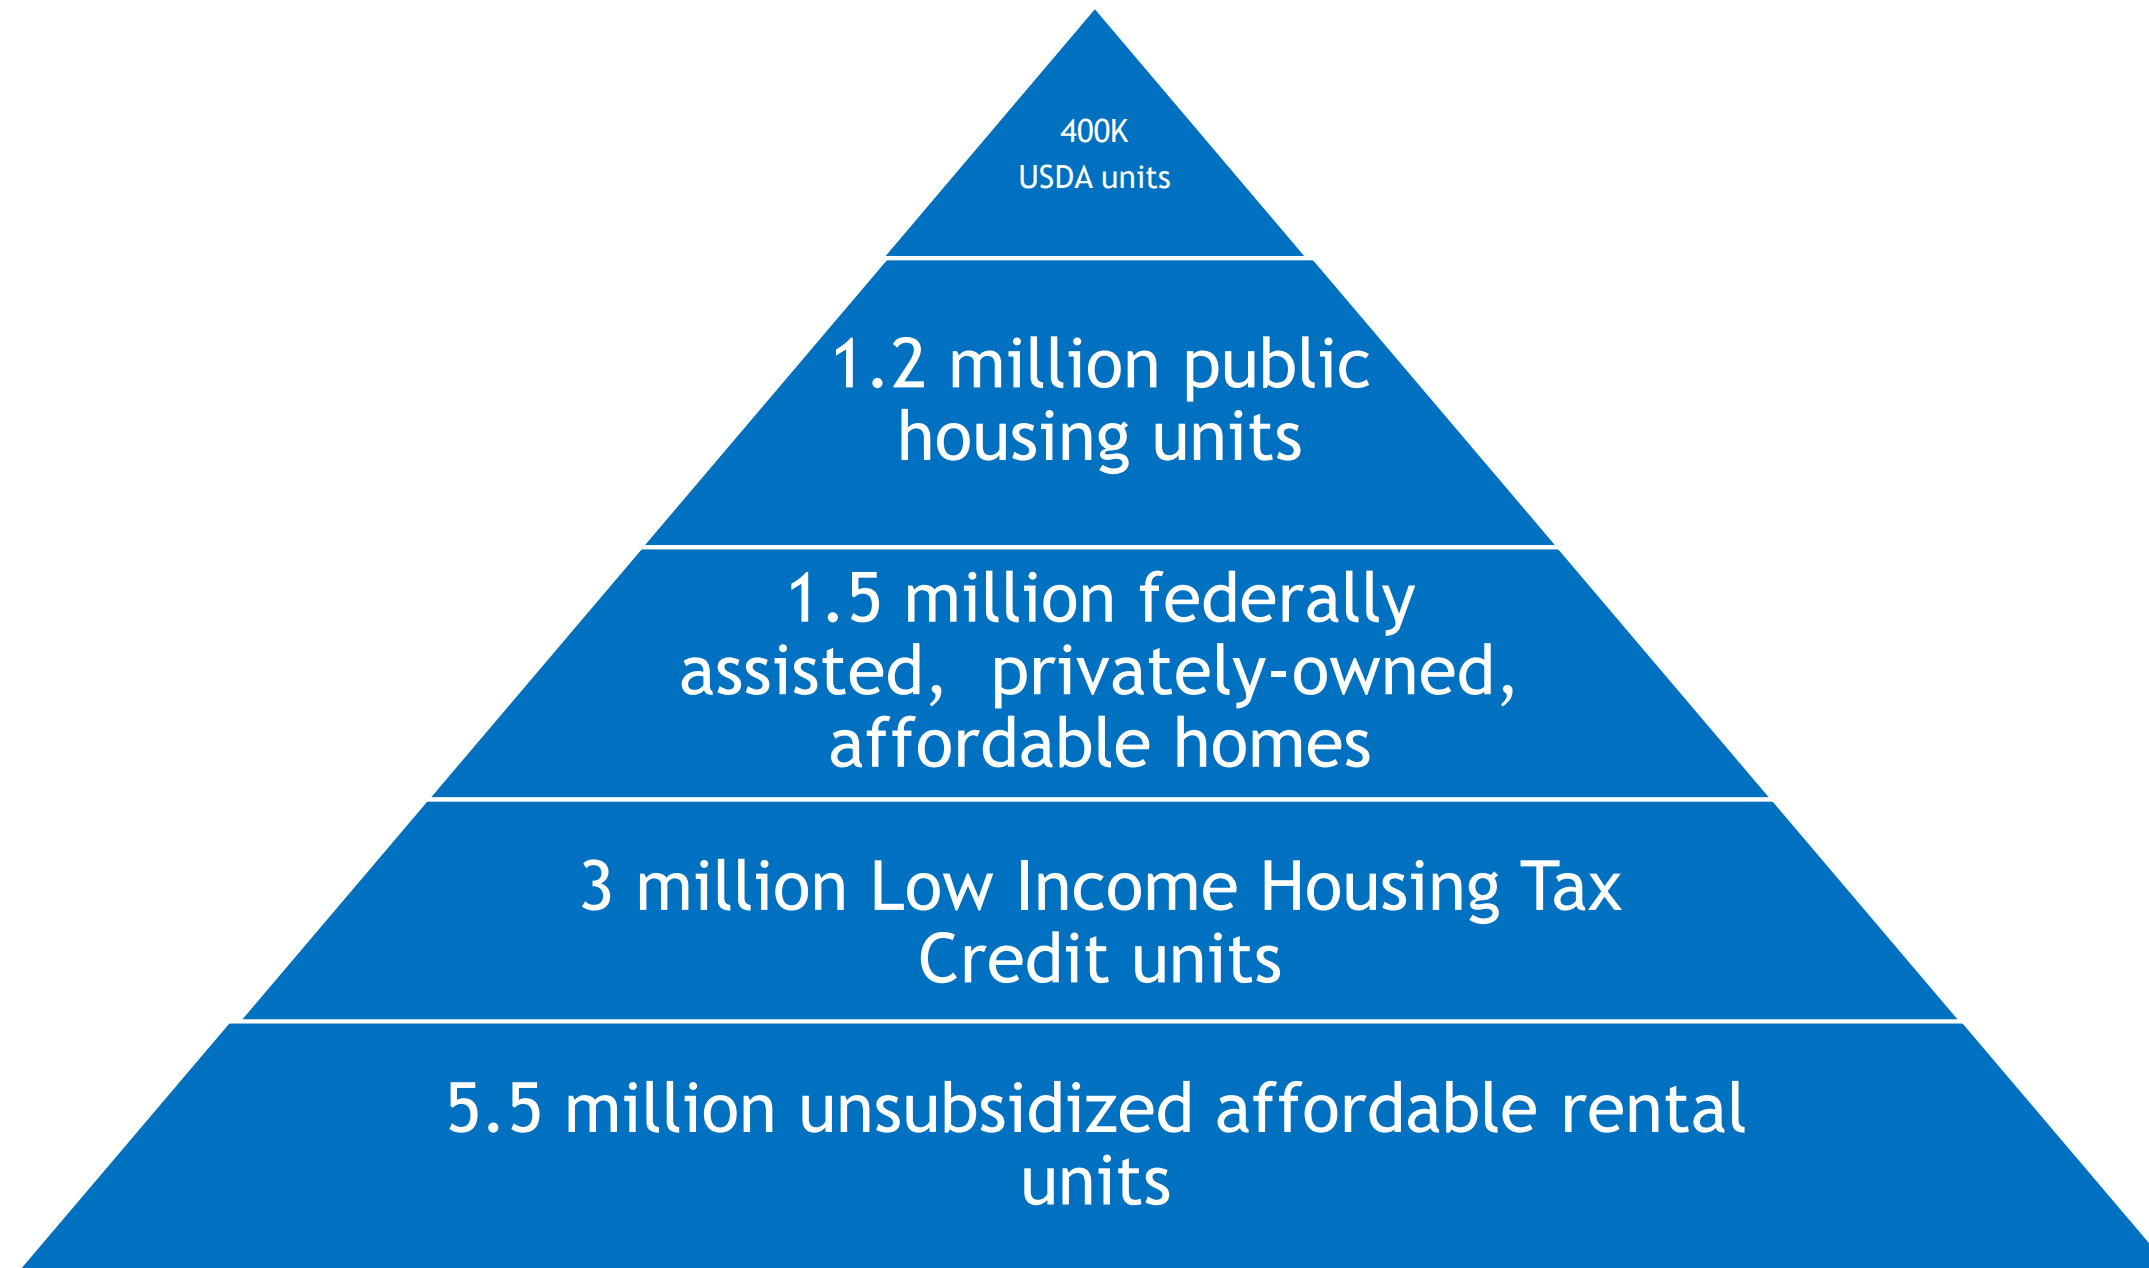 400K
USDA units
1.2 million public
housing units
1.5 million federally
assisted,  privately-owned,
affordable homes
3 million Low Income Housing Tax
Credit units
5.5 million unsubsidized affordable rental
units